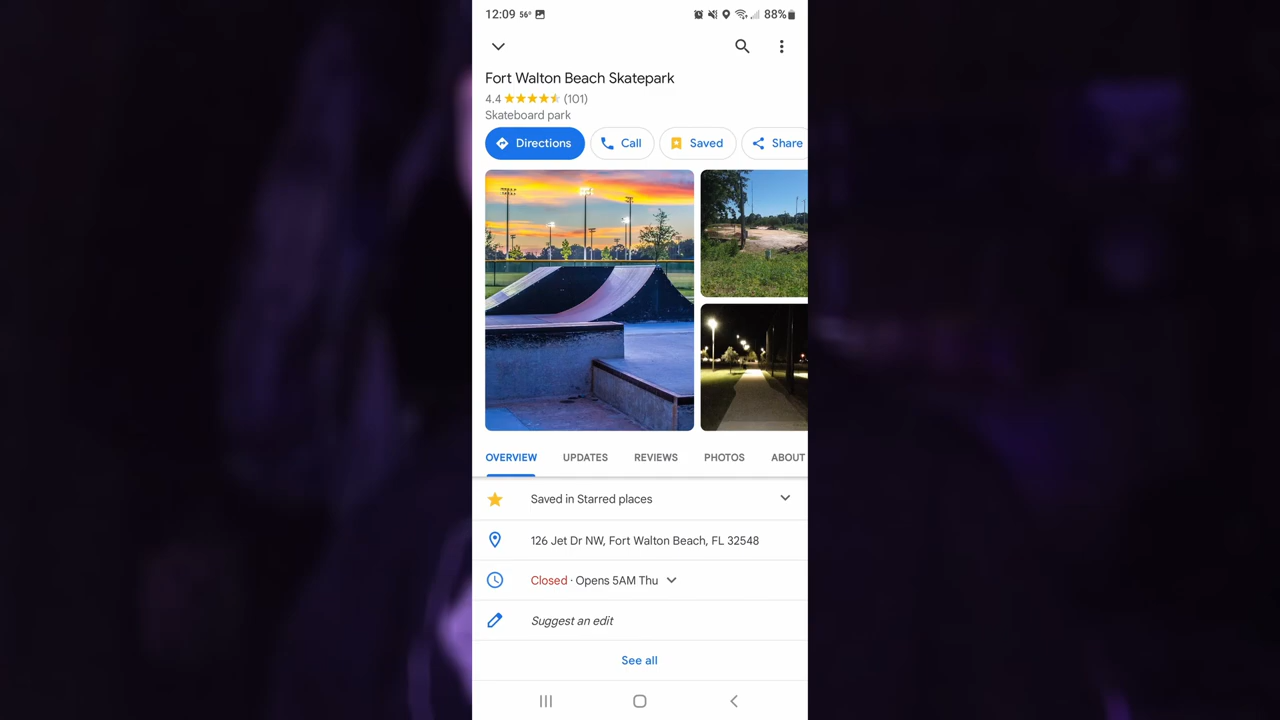 12:09 56° 88%
Fort Walton Beach Skatepark
4.4 (101)
Skateboard park
Directions Call Saved Share
OVERVIEW UPDATES REVIEWS PHOTOS ABOUT
Saved in Starred places
126 Jet Dr NW, Fort Walton Beach, FL 32548
Closed · Opens 5AM Thu
Suggest an edit
See all